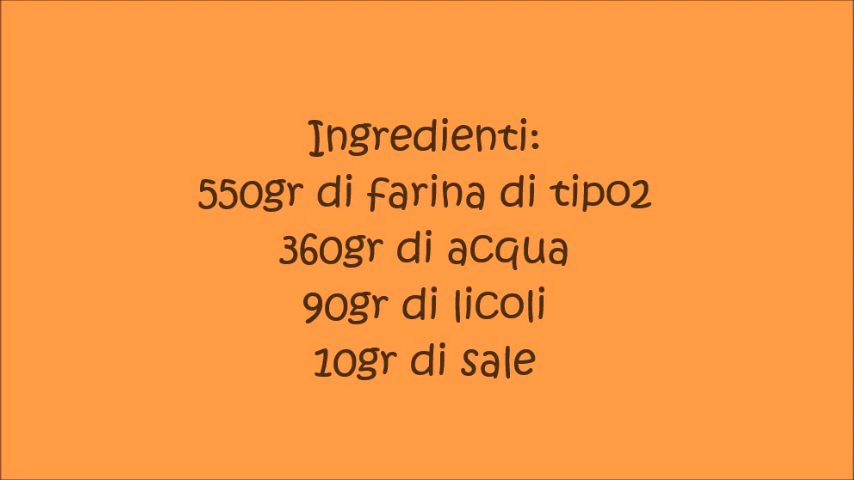 Ingredienti:
550gr di farina di tipo2
360gr di acqua
90gr di licoli
10gr di sale